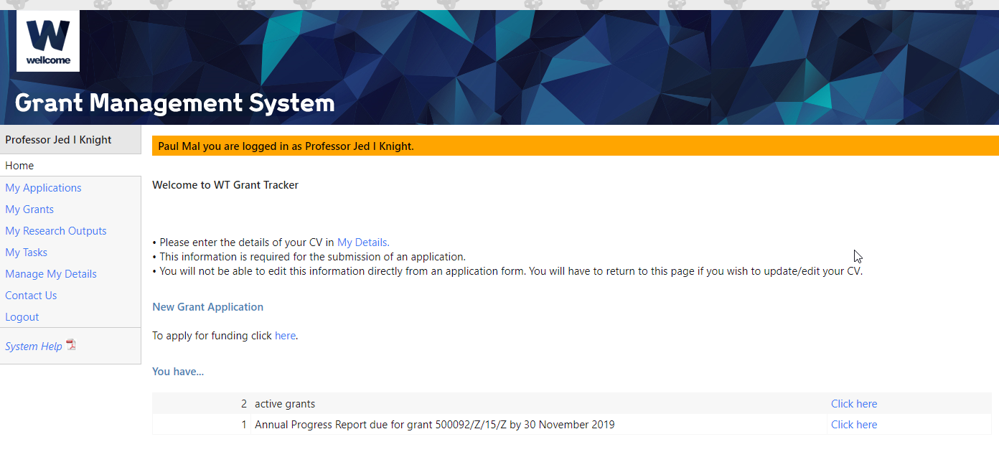 W
wellcome
Grant Management System
Professor Jed I Knight
Paul Mal you are logged in as Professor Jed I Knight.
Home
My Applications
My Grants
My Research Outputs
My Tasks
Manage My Details
Contact Us
Logout
System Help
Welcome to WT Grant Tracker
• Please enter the details of your CV in My Details.
• This information is required for the submission of an application.
• You will not be able to edit this information directly from an application form. You will have to return to this page if you wish to update/edit your CV.
New Grant Application
To apply for funding click here.
You have...
2 active grants Click here
1 Annual Progress Report due for grant 500092/Z/15/Z by 30 November 2019 Click here